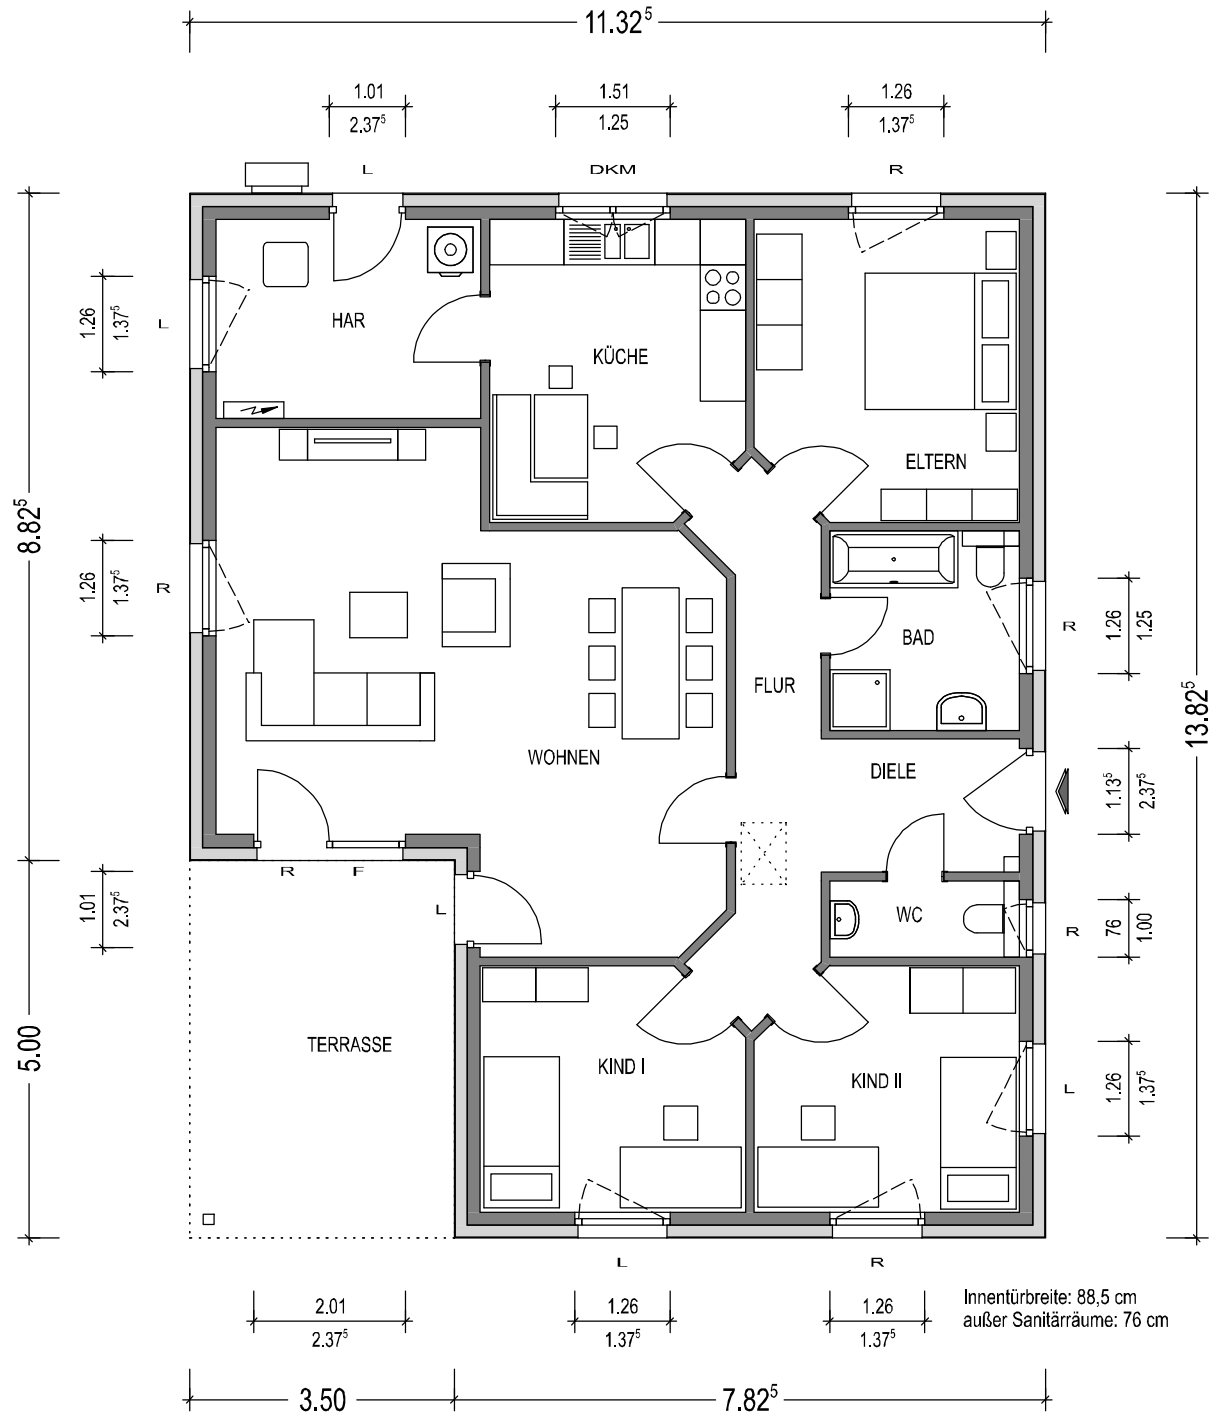 11.32⁵
1.01
2.37⁵
1.51
1.25
1.26
1.37⁵
L
DKM
R
HAR
KÜCHE
ELTERN
1.26
1.37⁵
L
8.82⁵
1.26
1.37⁵
R
BAD
FLUR
WOHNEN
DIELE
R
1.26
1.25
13.82⁵
1.13⁵
2.37⁵
R
F
L
1.01
2.37⁵
WC
R
76
1.00
5.00
TERRASSE
KIND I
KIND II
L
1.26
1.37⁵
L
R
2.01
2.37⁵
1.26
1.37⁵
1.26
1.37⁵
Innentürbreite: 88,5 cm
außer Sanitärräume: 76 cm
3.50
7.82⁵